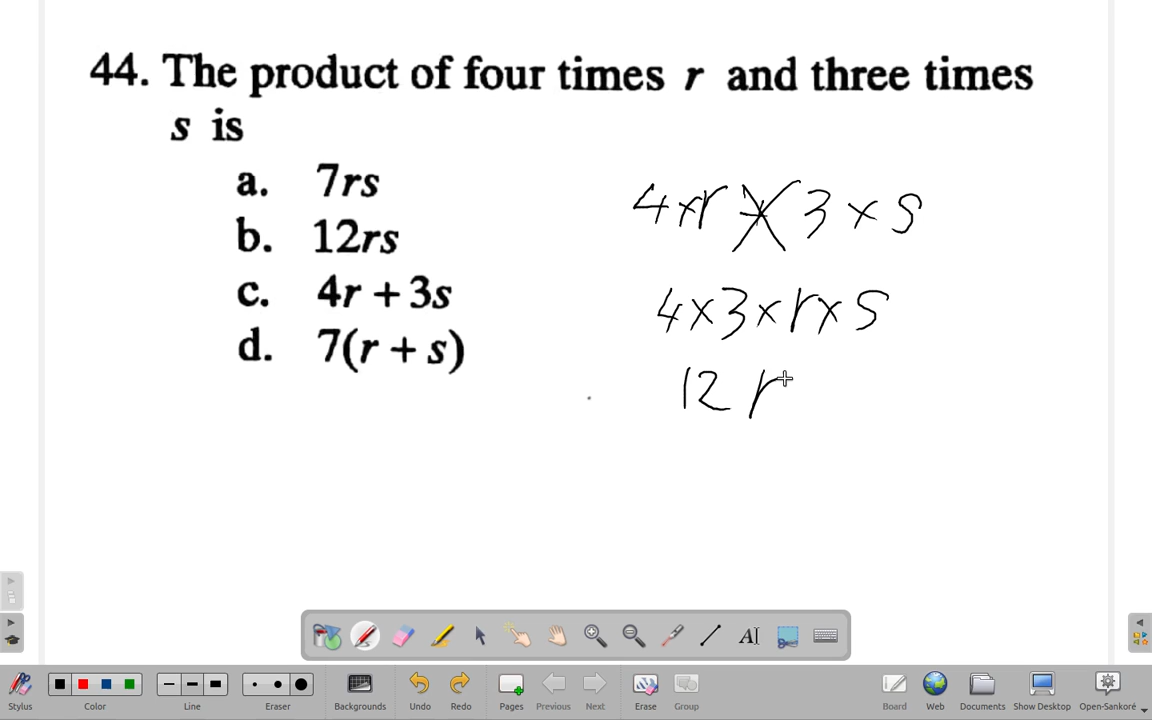 44. The product of four times r and three times
s is
a. 7rs
b. 12rs
c. 4r + 3s
d. 7(r + s)
4×r × 3 × s
4×3×r×s
12 r
Stylus
Color
Line
Eraser
Backgrounds
Undo
Redo
Pages
Previous
Next
Erase
Group
Board
Web
Documents
Show Desktop
Open-Sankoré